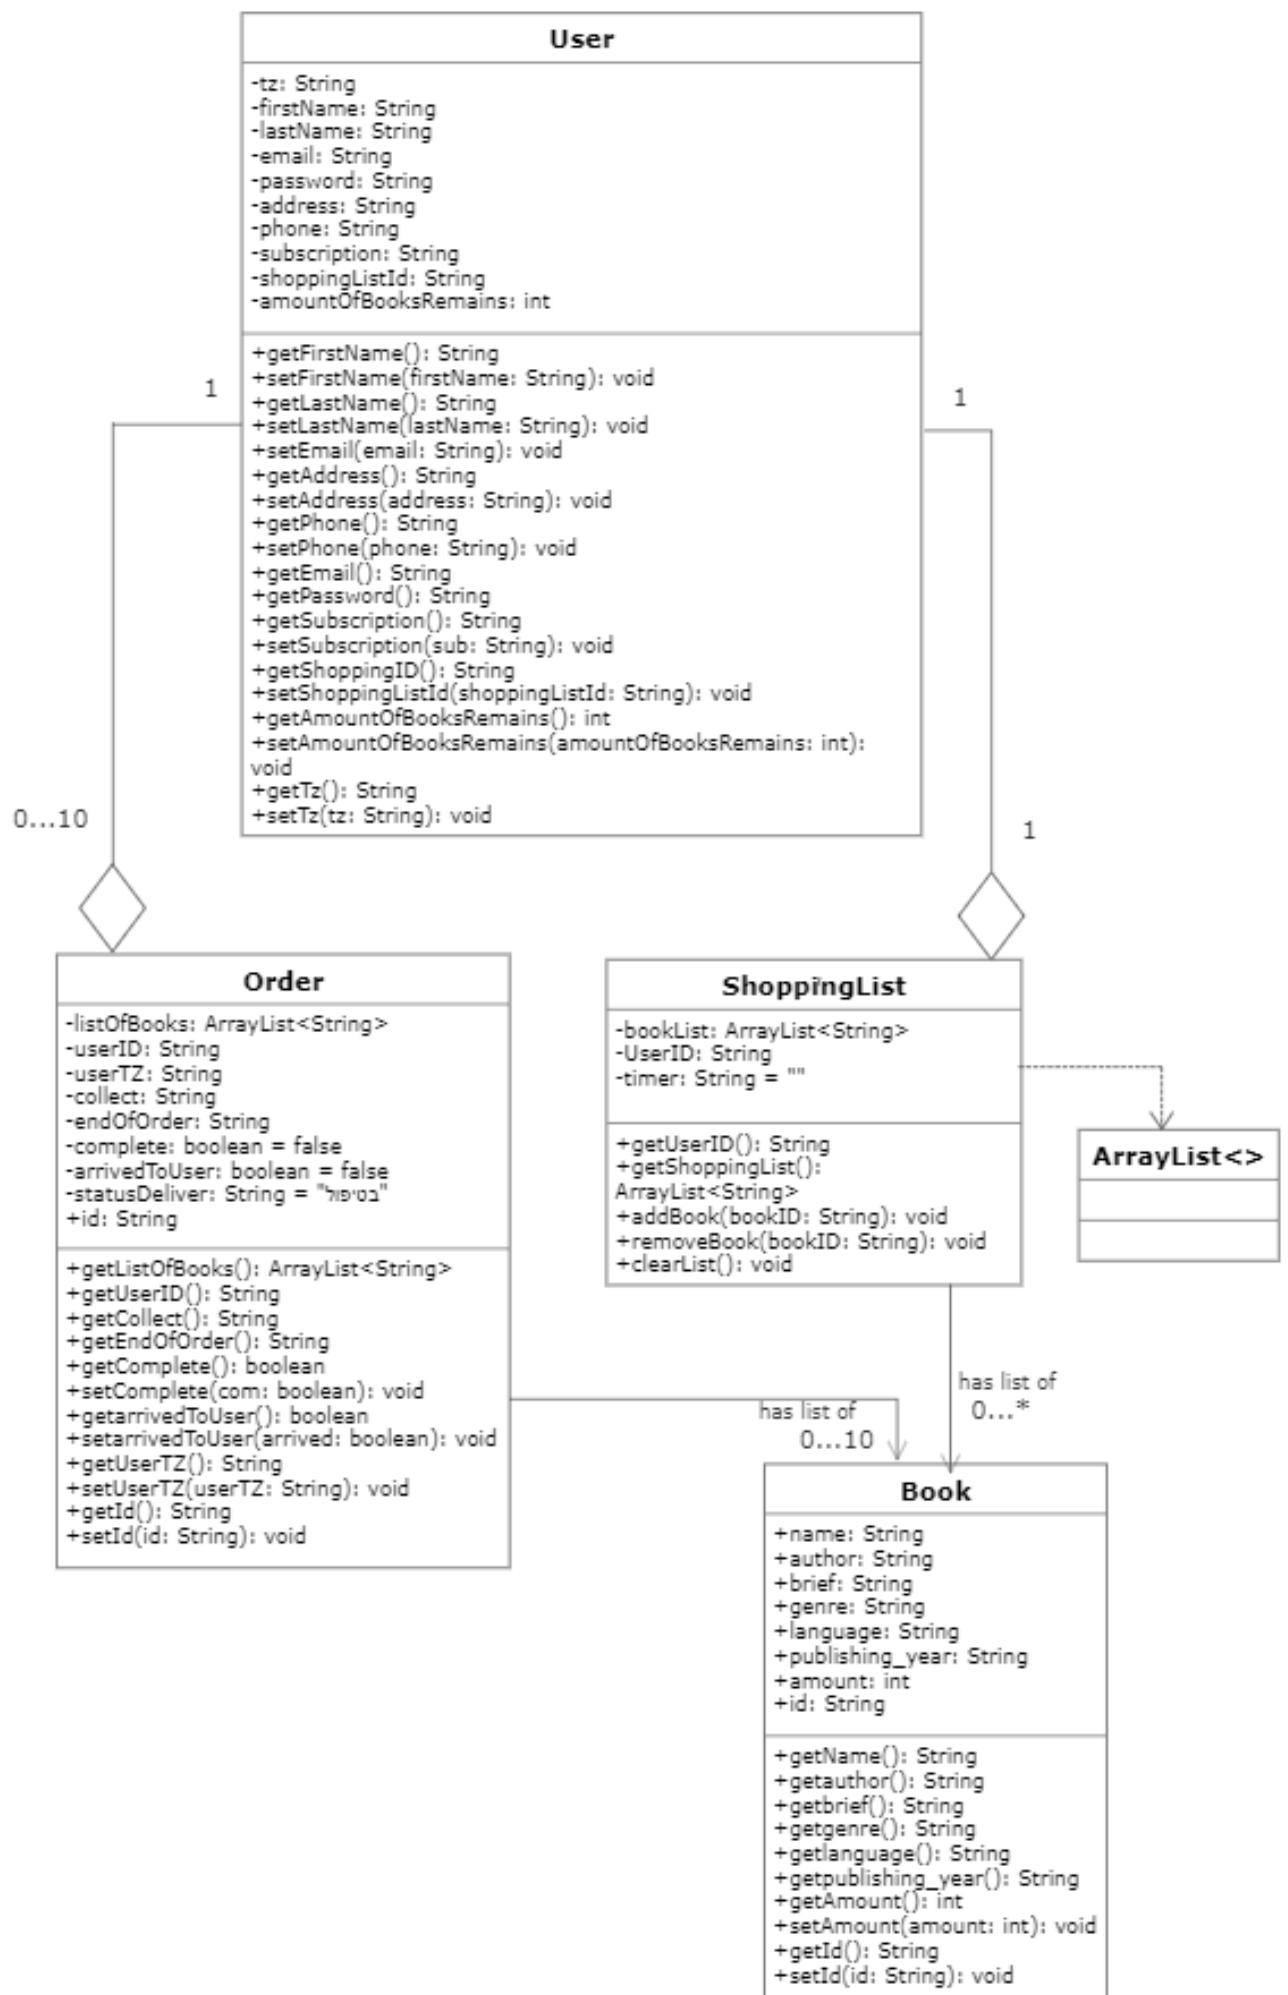 User
-tz: String
-firstName: String
-lastName: String
-email: String
-password: String
-address: String
-phone: String
-subscription: String
-shoppingListId: String
-amountOfBooksRemains: int
+getFirstName(): String
+setFirstName(firstName: String): void
+getLastName(): String
+setLastName(lastName: String): void
+setEmail(email: String): void
+getAddress(): String
+setAddress(address: String): void
+getPhone(): String
+setPhone(phone: String): void
+getEmail(): String
+getPassword(): String
+getSubscription(): String
+setSubscription(sub: String): void
+getShoppingID(): String
+setShoppingListId(shoppingListId: String): void
+getAmountOfBooksRemains(): int
+setAmountOfBooksRemains(amountOfBooksRemains: int):
void
+getTz(): String
+setTz(tz: String): void
1
0...10
1
1
Order
-listOfBooks: ArrayList<String>
-userID: String
-userTZ: String
-collect: String
-endOfOrder: String
-complete: boolean = false
-arrivedToUser: boolean = false
-statusDeliver: String = "בטיפול"
+id: String
+getListOfBooks(): ArrayList<String>
+getUserID(): String
+getCollect(): String
+getEndOfOrder(): String
+getComplete(): boolean
+setComplete(com: boolean): void
+getarrivedToUser(): boolean
+setarrivedToUser(arrived: boolean): void
+getUserTZ(): String
+setUserTZ(userTZ: String): void
+getId(): String
+setId(id: String): void
ShoppingList
-bookList: ArrayList<String>
-UserID: String
-timer: String = ""
+getUserID(): String
+getShoppingList():
ArrayList<String>
+addBook(bookID: String): void
+removeBook(bookID: String): void
+clearList(): void
ArrayList<>
has list of
0...10
has list of
0...*
Book
+name: String
+author: String
+brief: String
+genre: String
+language: String
+publishing_year: String
+amount: int
+id: String
+getName(): String
+getauthor(): String
+getbrief(): String
+getgenre(): String
+getlanguage(): String
+getpublishing_year(): String
+getAmount(): int
+setAmount(amount: int): void
+getId(): String
+setId(id: String): void